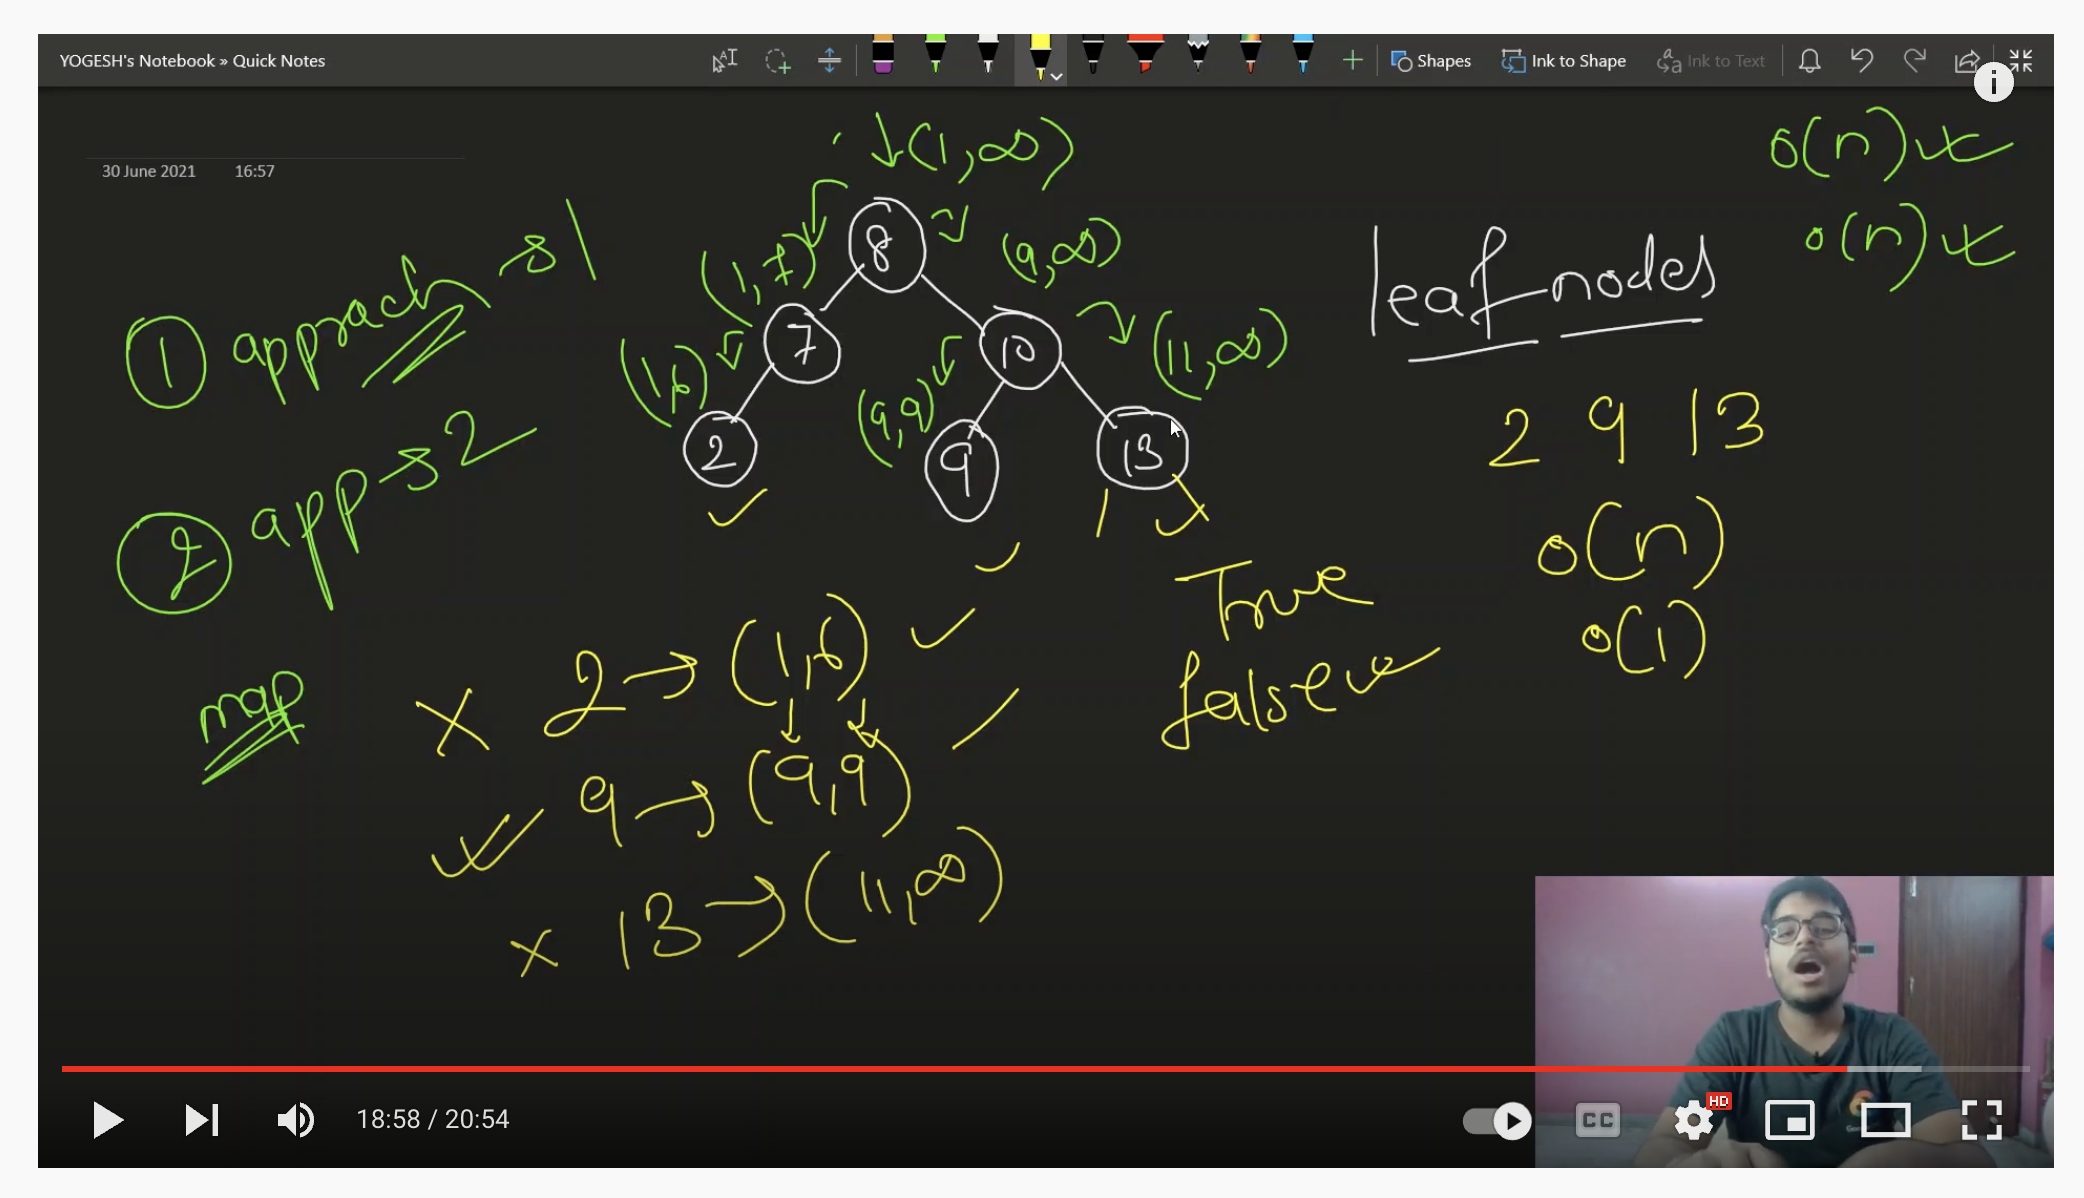 YOGESH's Notebook » Quick Notes
Shapes
Ink to Shape
Ink to Text
30 June 2021 16:57
↓(1,∞)
o(n)
o(n)
8
(1,7)
(9,∞)
① appraach → 1
leaf nodes
7
10
(1,6)
(9,9)
(11,∞)
2
9
13
2 9 13
② app → 2
o(n)
o(1)
True
false
map
× 2 → (1,6) ✓
✓ 9 → (9,9)
× 13 → (11,∞)
18:58 / 20:54
CC
HD